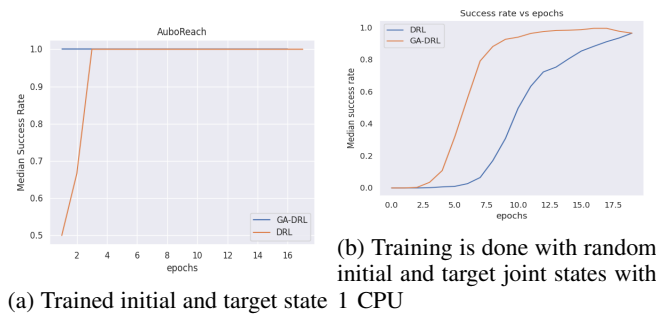 AuboReach
Median Success Rate
1.0
0.9
0.8
0.7
0.6
0.5
2 4 6 8 10 12 14 16
epochs
GA-DRL
DRL
(a) Trained initial and target state
Success rate vs epochs
Median success rate
1.0
0.8
0.6
0.4
0.2
0.0
0.0 2.5 5.0 7.5 10.0 12.5 15.0 17.5
epochs
DRL
GA-DRL
(b) Training is done with random
initial and target joint states with
1 CPU